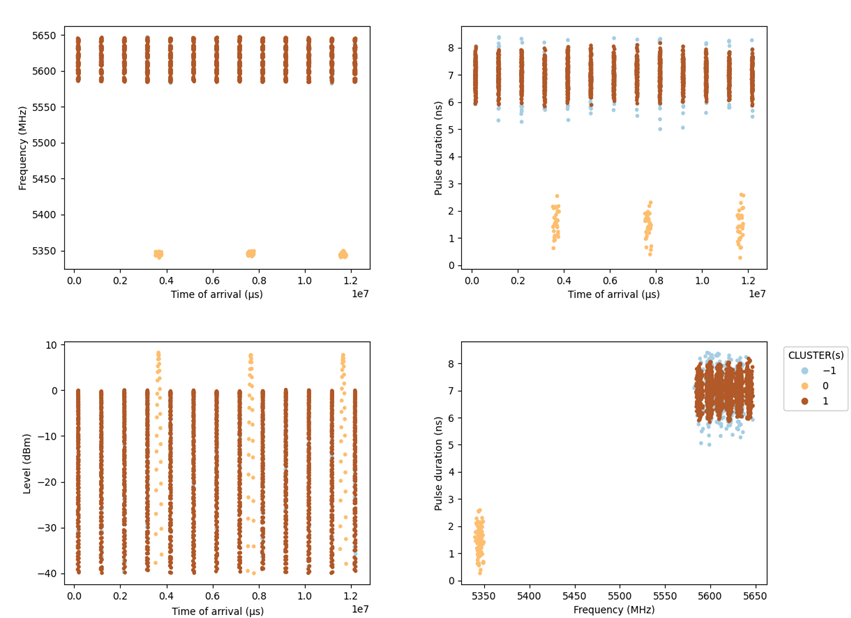 5650
5600
5550
5500
5450
5400
5350
Frequency (MHz)
0.0 0.2 0.4 0.6 0.8 1.0 1.2
Time of arrival (μs)
1e7
8
7
6
5
4
3
2
1
0
Pulse duration (ns)
0.0 0.2 0.4 0.6 0.8 1.0 1.2
Time of arrival (μs)
1e7
10
0
−10
−20
−30
−40
Level (dBm)
0.0 0.2 0.4 0.6 0.8 1.0 1.2
Time of arrival (μs)
1e7
8
7
6
5
4
3
2
1
0
Pulse duration (ns)
5350 5400 5450 5500 5550 5600 5650
Frequency (MHz)
CLUSTER(s)
−1
0
1